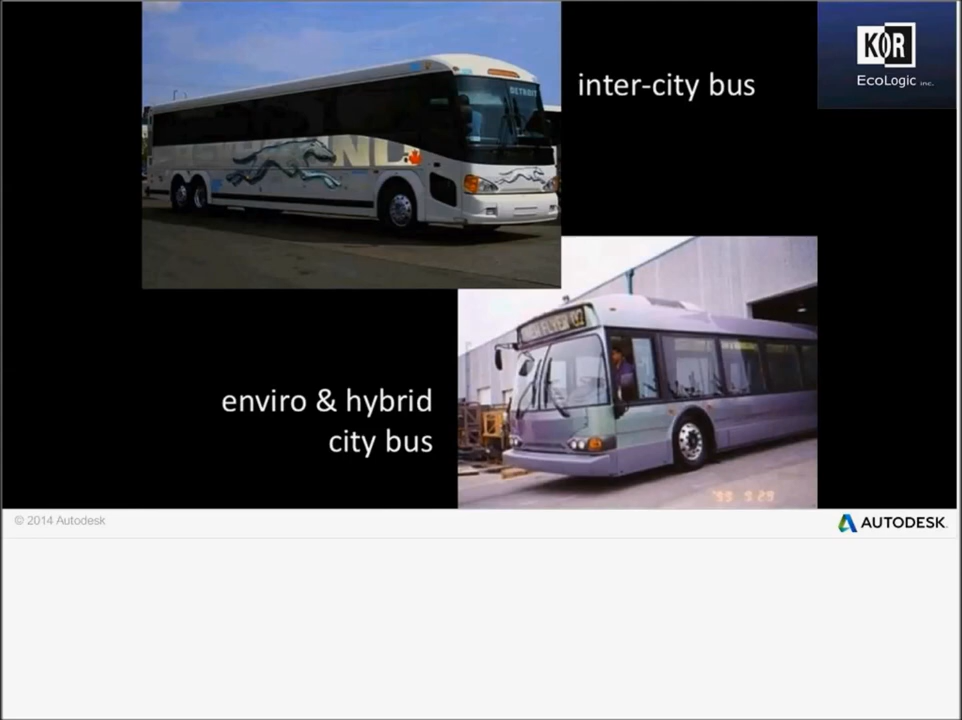 inter-city bus
KOR
EcoLogic inc.
DETROIT
enviro & hybrid
city bus
'99 9.29
© 2014 Autodesk
AUTODESK